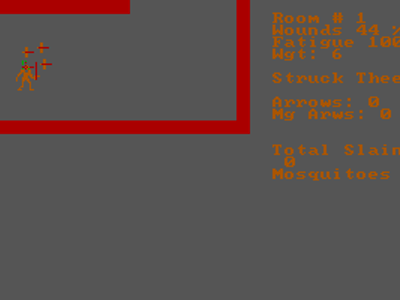 Room # 1
Wounds 44 %
Fatigue 100
Wgt: 6
Struck Thee
Arrows: 0
Mg Arws: 0
Total Slain
0
Mosquitoes